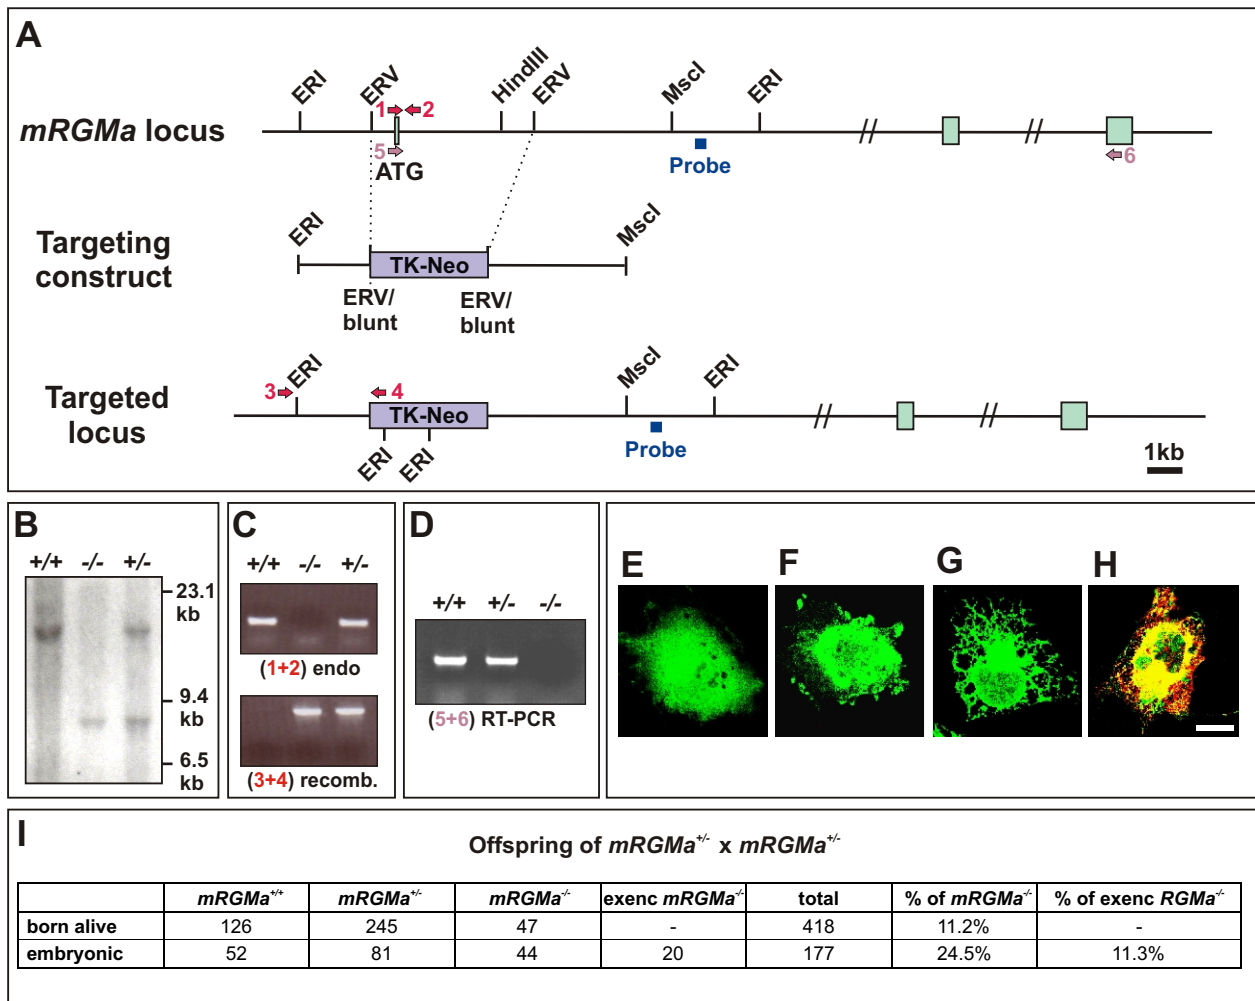 A
ERI ERV HindIII ERV MscI ERI
1 2
mRGMa locus
5 6
ATG Probe
Targeting construct
ERI MscI
TK-Neo
ERV/ blunt ERV/ blunt
Targeted locus
3 ERI 4 MscI ERI
TK-Neo
ERI ERI Probe
1kb
B
+/+ -/- +/-
23.1 kb
9.4 kb
6.5 kb
C
+/+ -/- +/-
(1+2) endo
(3+4) recomb.
D
+/+ +/- -/-
(5+6) RT-PCR
E F G H
I
Offspring of mRGMa+/- x mRGMa+/-
mRGMa+/+ mRGMa+/- mRGMa-/- exenc mRGMa-/- total % of mRGMa-/- % of exenc RGMa-/-
born alive 126 245 47 - 418 11.2% -
embryonic 52 81 44 20 177 24.5% 11.3%